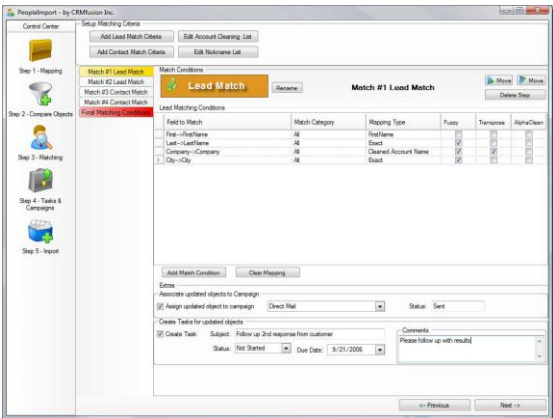 PeopleImport - by CRMfusion Inc.
Control Center
Setup Matching Criteria
Add Lead Match Criteria
Edit Account Cleaning List
Add Contact Match Criteria
Edit Nickname List
Step 1 - Mapping
Step 2 - Compare Objects
Step 3 - Matching
Step 4 - Tasks &
Campaigns
Step 5 - Import
Match #1 Lead Match
Match #2 Lead Match
Match #3 Contact Match
Match #4 Contact Match
Final Matching Conditions
Match Conditions
Lead Match
Rename
Match #1 Lead Match
Move
Move
Delete Step
Lead Matching Conditions
Field to Match Match Category Mapping Type Fuzzy Transpose AlphaClean
First->FirstName All FirstName
Last->LastName All Exact
Company->Company All Cleaned Account Name
City->City All Exact
Add Match Condition
Clear Mapping
Extras
Associate updated objects to Campaign
Assign updated object to campaign Direct Mail Status: Sent
Create Tasks for updated objects
Create Task Subject: Follow up 2nd response from customer
Status: Not Started Due Date: 9/21/2006
Comments
Please follow up with results
<- Previous
Next ->